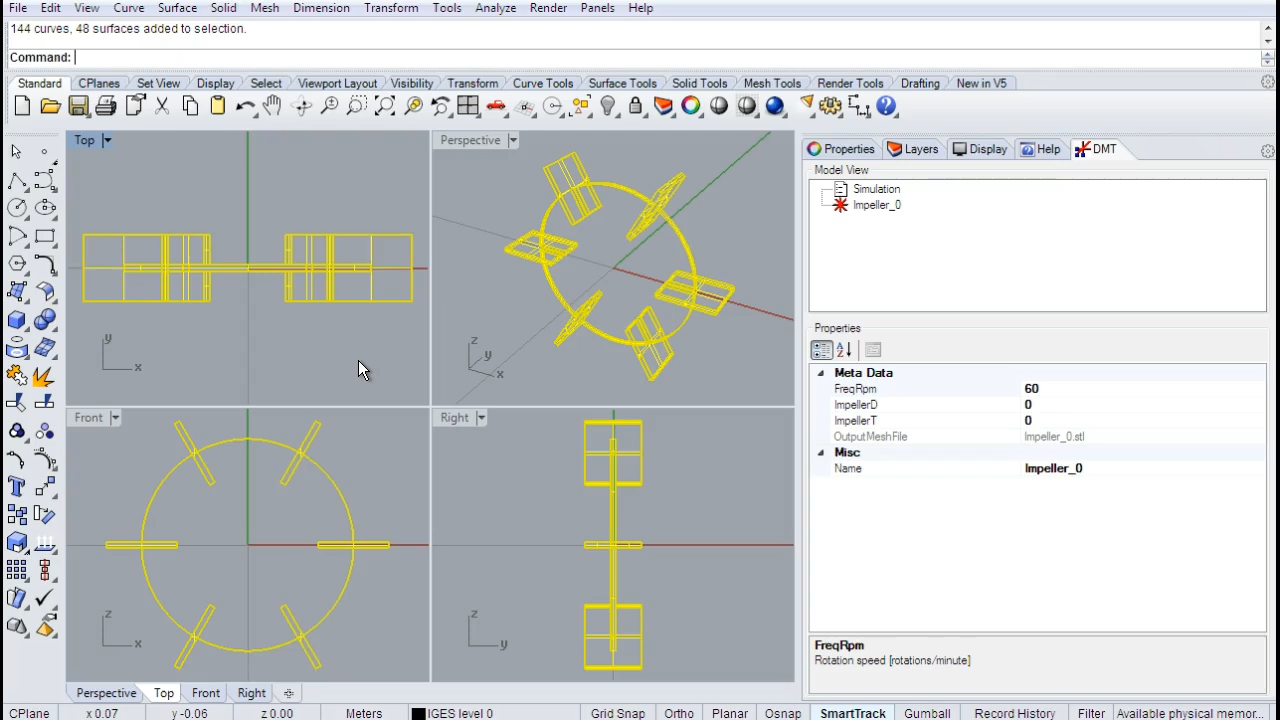 File Edit View Curve Surface Solid Mesh Dimension Transform Tools Analyze Render Panels Help
144 curves, 48 surfaces added to selection.
Command:
Standard CPlanes Set View Display Select Viewport Layout Visibility Transform Curve Tools Surface Tools Solid Tools Mesh Tools Render Tools Drafting New in V5
Top
Perspective
Properties Layers Display Help DMT
Model View
Simulation
Impeller_0
y
x
z
y
x
Properties
Meta Data
FreqRpm 60
ImpellerD 0
ImpellerT 0
OutputMeshFile Impeller_0.stl
Misc
Name Impeller_0
Front
Right
z
x
z
y
FreqRpm
Rotation speed [rotations/minute]
Perspective Top Front Right
CPlane x 0.07 y -0.06 z 0.00 Meters IGES level 0 Grid Snap Ortho Planar Osnap SmartTrack Gumball Record History Filter Available physical memor...